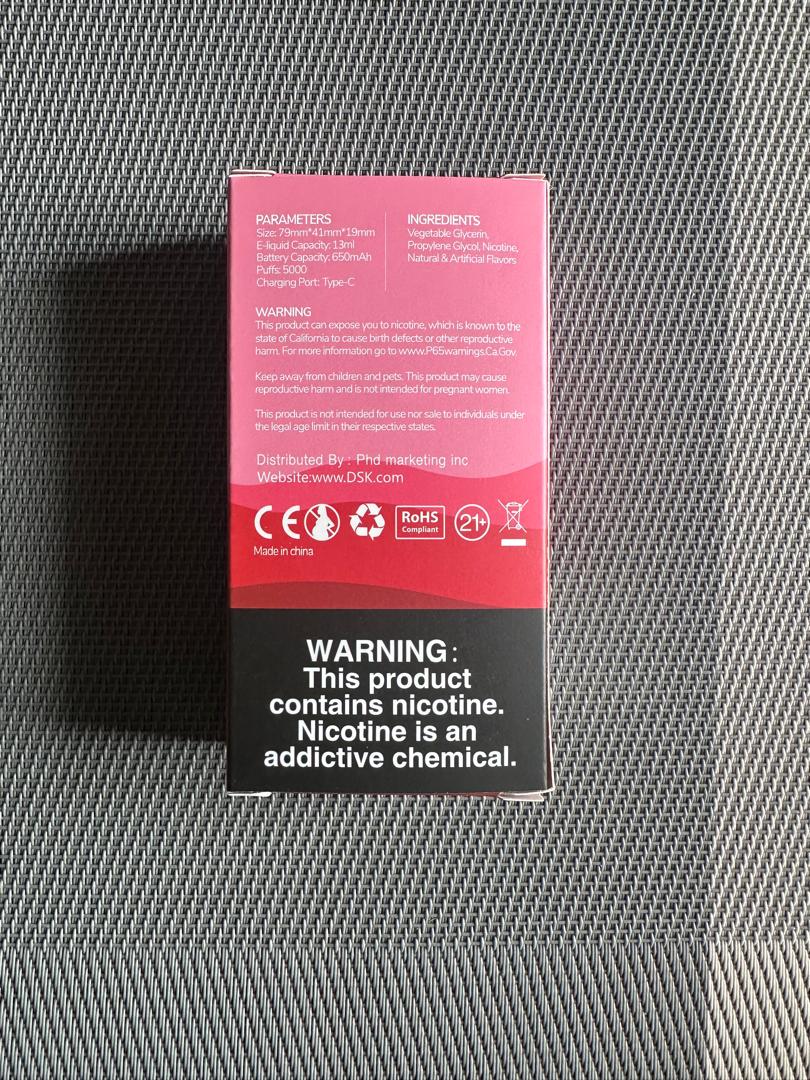 PARAMETERS
Size: 79mm*41mm*19mm
E-liquid Capacity: 13ml
Battery Capacity: 650mAh
Puffs: 5000
Charging Port: Type-C
INGREDIENTS
Vegetable Glycerin,
Propylene Glycol, Nicotine,
Natural & Artificial Flavors
WARNING
This product can expose you to nicotine, which is known to the
state of California to cause birth defects or other reproductive
harm. For more information go to www.P65warnings.Ca.Gov.
Keep away from children and pets. This product may cause
reproductive harm and is not intended for pregnant women.
This product is not intended for use nor sale to individuals under
the legal age limit in their respective states.
Distributed By : Phd marketing inc
Website:www.DSK.com
CE
RoHS
Compliant
21+
Made in china
WARNING :
This product
contains nicotine.
Nicotine is an
addictive chemical.